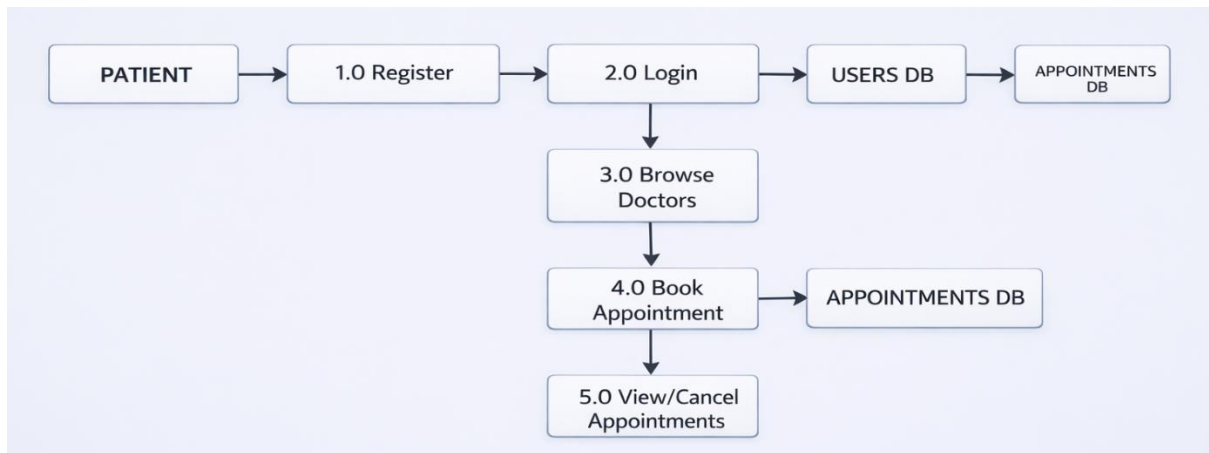 PATIENT
1.0 Register
2.0 Login
USERS DB
APPOINTMENTS
DB
3.0 Browse
Doctors
4.0 Book
Appointment
APPOINTMENTS DB
5.0 View/Cancel
Appointments